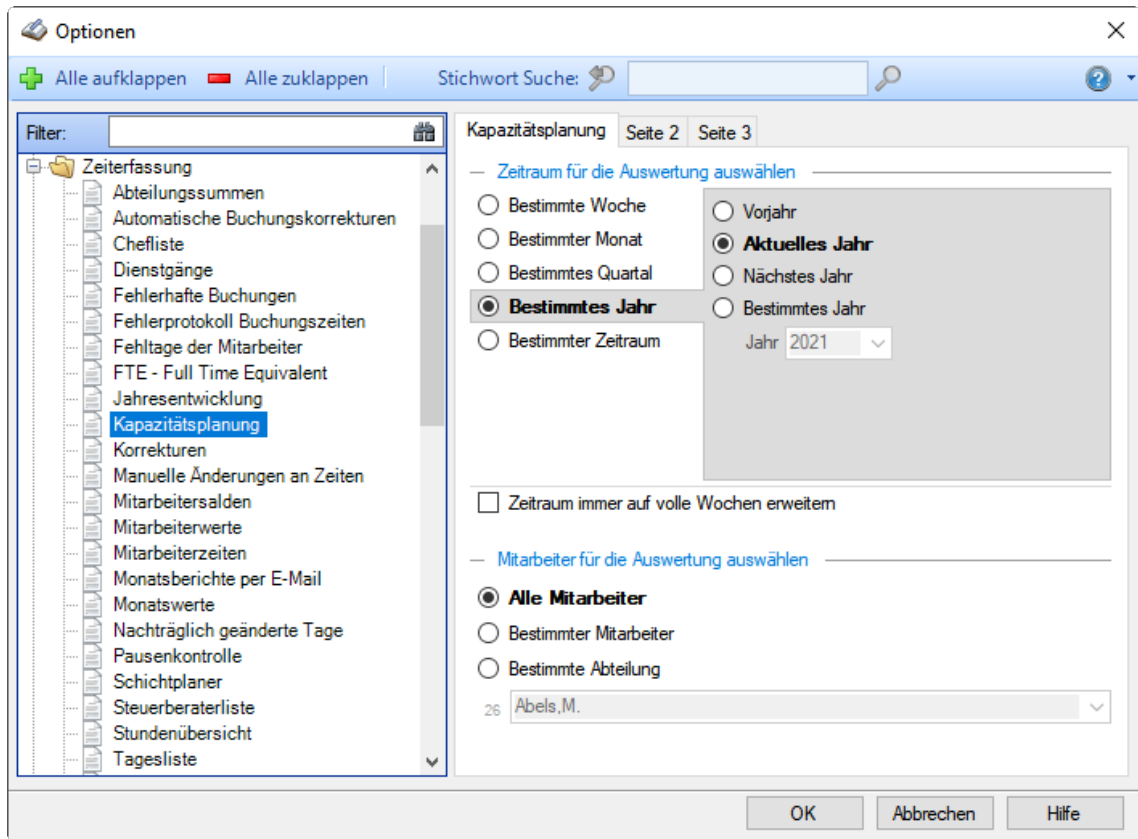 Optionen
Alle aufklappen Alle zuklappen Stichwort Suche:
Filter:
Zeiterfassung
Abteilungssummen
Automatische Buchungskorrekturen
Chefliste
Dienstgänge
Fehlerhafte Buchungen
Fehlerprotokoll Buchungszeiten
Fehltage der Mitarbeiter
FTE - Full Time Equivalent
Jahresentwicklung
Kapazitätsplanung
Korrekturen
Manuelle Änderungen an Zeiten
Mitarbeitersalden
Mitarbeiterwerte
Mitarbeiterzeiten
Monatsberichte per E-Mail
Monatswerte
Nachträglich geänderte Tage
Pausenkontrolle
Schichtplaner
Steuerberaterliste
Stundenübersicht
Tagesliste
Kapazitätsplanung Seite 2 Seite 3
Zeitraum für die Auswertung auswählen
Bestimmte Woche
Bestimmter Monat
Bestimmtes Quartal
Bestimmtes Jahr
Bestimmter Zeitraum
Vorjahr
Aktuelles Jahr
Nächstes Jahr
Bestimmtes Jahr
Jahr 2021
Zeitraum immer auf volle Wochen erweitern
Mitarbeiter für die Auswertung auswählen
Alle Mitarbeiter
Bestimmter Mitarbeiter
Bestimmte Abteilung
26 Abels,M.
OK Abbrechen Hilfe